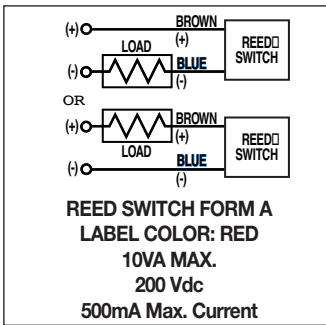 (+) BROWN
(+)
LOAD
REED
SWITCH
(-) BLUE
(-)
OR
(+) BROWN
(+)
LOAD
REED
SWITCH
(-) BLUE
(-)
REED SWITCH FORM A
LABEL COLOR: RED
10VA MAX.
200 Vdc
500mA Max. Current